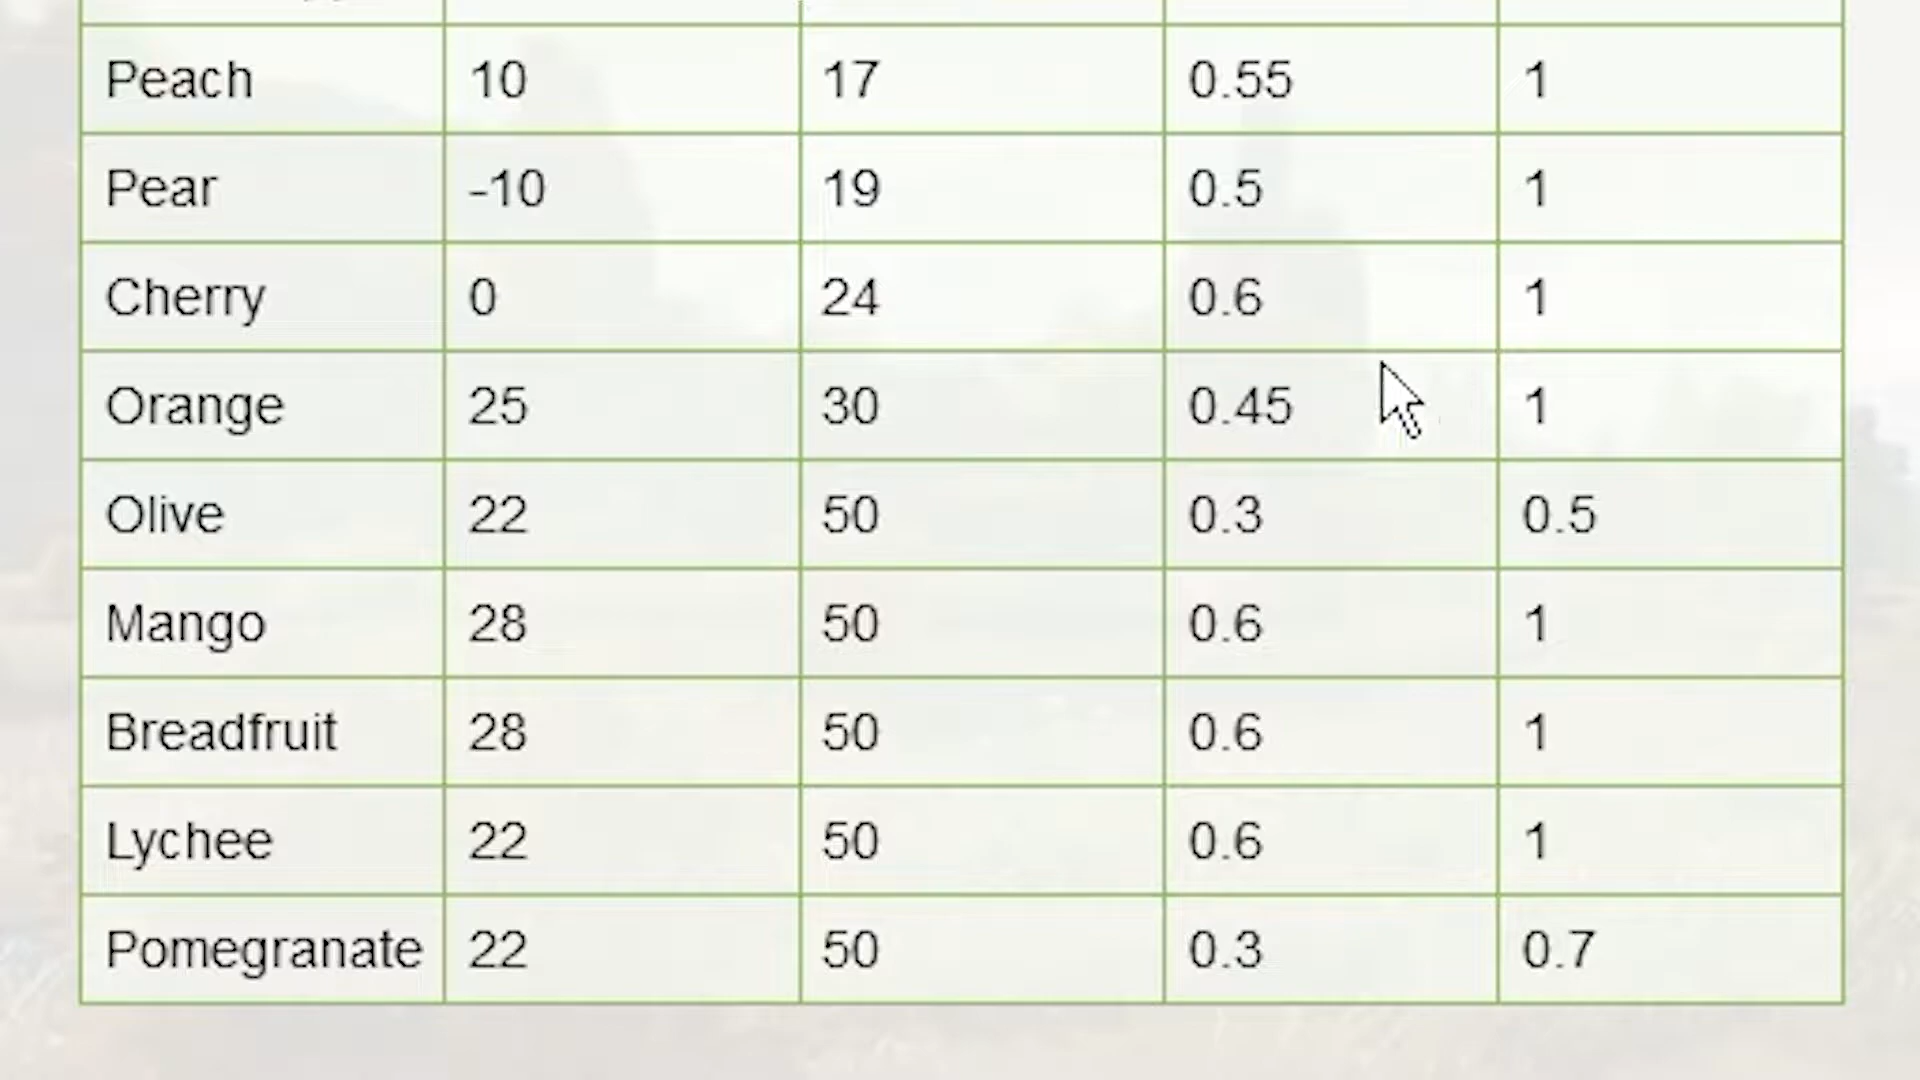 Peach 10 17 0.55 1
Pear -10 19 0.5 1
Cherry 0 24 0.6 1
Orange 25 30 0.45 1
Olive 22 50 0.3 0.5
Mango 28 50 0.6 1
Breadfruit 28 50 0.6 1
Lychee 22 50 0.6 1
Pomegranate 22 50 0.3 0.7